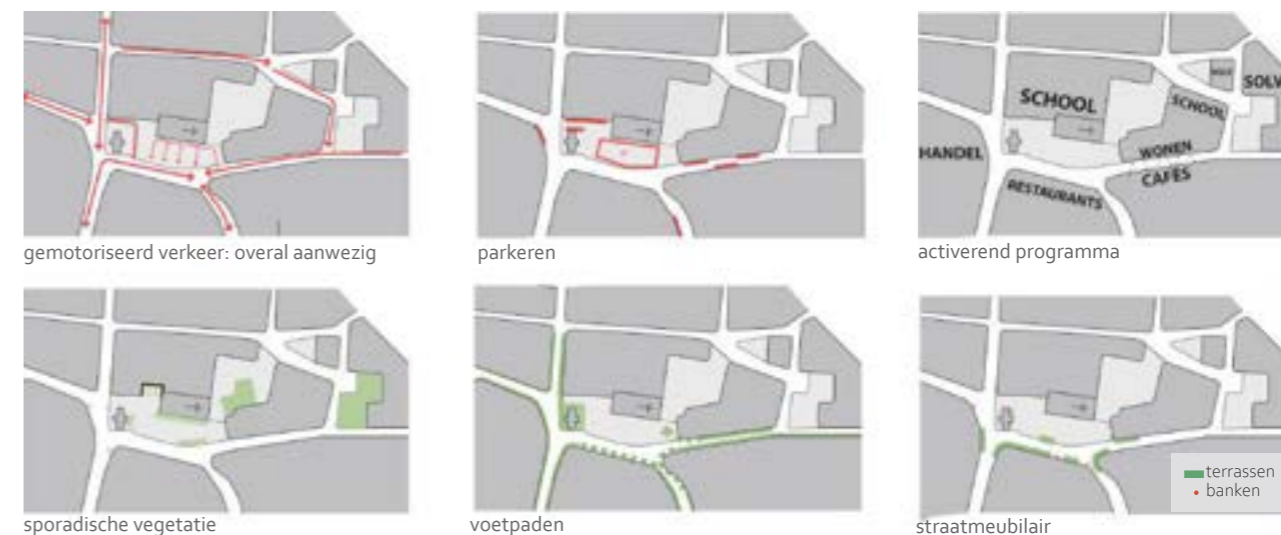 gemotoriseerd verkeer: overal aanwezig
parkeren
SCHOOL
SOLV
SCHOOL
HANDEL
WONEN
CAFES
RESTAURANTS
activerend programma
sporadische vegetatie
voetpaden
terrassen
banken
straatmeubilair